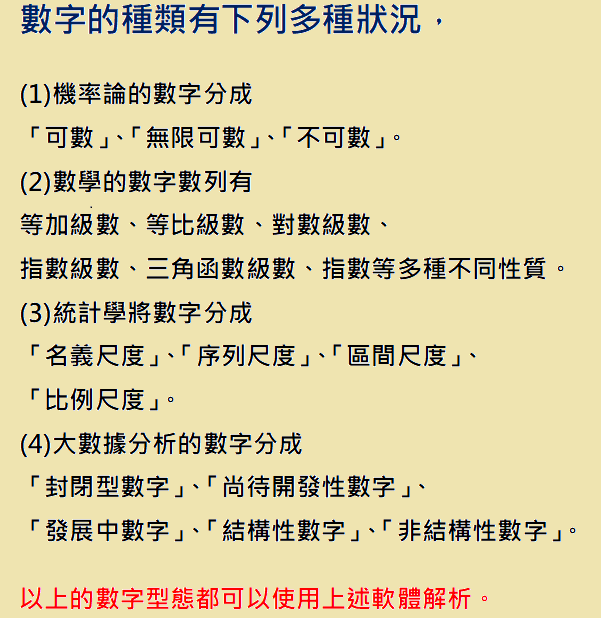 數字的種類有下列多種狀況，
(1)機率論的數字分成
「可數」、「無限可數」、「不可數」。
(2)數學的數字數列有
等加級數、等比級數、對數級數、
指數級數、三角函數級數、指數等多種不同性質。
(3)統計學將數字分成
「名義尺度」、「序列尺度」、「區間尺度」、
「比例尺度」。
(4)大數據分析的數字分成
「封閉型數字」、「尚待開發性數字」、
「發展中數字」、「結構性數字」、「非結構性數字」。
以上的數字型態都可以使用上述軟體解析。